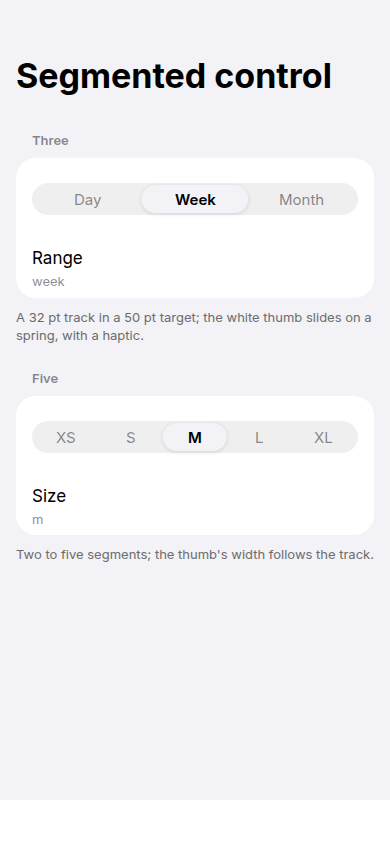 Segmented control
Three
Day Week Month
Range
week
A 32 pt track in a 50 pt target; the white thumb slides on a
spring, with a haptic.
Five
XS S M L XL
Size
m
Two to five segments; the thumb's width follows the track.